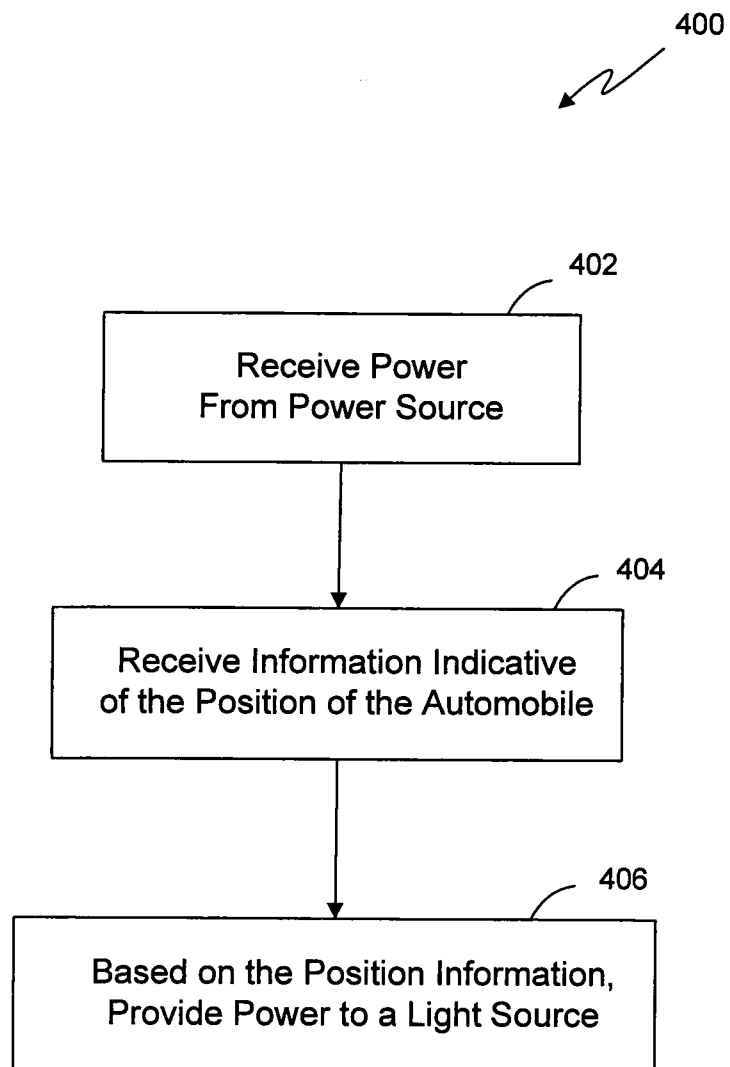 400
402
Receive Power
From Power Source
404
Receive Information Indicative
of the Position of the Automobile
406
Based on the Position Information,
Provide Power to a Light Source